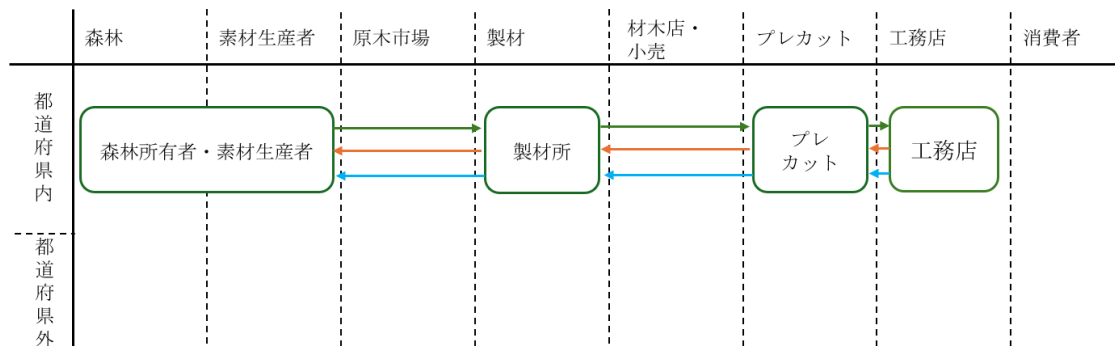 森林
素材生産者
原木市場
製材
材木店・
小売
プレカット
工務店
消費者
都道府県内
森林所有者・素材生産者
製材所
プレ
カット
工務店
都道府県外